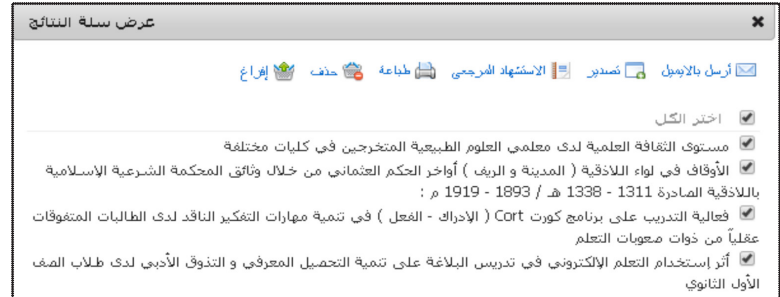 عرض سلة النتائج
أرسل بالايميل تصدير الاستشهاد المرجعي طباعة حذف إفراغ
اختر الكل
مستوى الثقافة العلمية لدى معلمي العلوم الطبيعية المتخرجين في كليات مختلفة
الأوقاف في لواء اللاذقية ( المدينة و الريف ) أواخر الحكم العثماني من خلال وثائق المحكمة الشرعية الإسلامية
باللاذقية الصادرة 1311 - 1338 هـ / 1893 - 1919 م :
فعالية التدريب على برنامج كورت Cort ( الإدراك - الفعل ) في تنمية مهارات التفكير الناقد لدى الطالبات المتفوقات
عقلياً من ذوات صعوبات التعلم
أثر إستخدام التعلم الإلكتروني في تدريس البلاغة على تنمية التحصيل المعرفي و التذوق الأدبي لدى طلاب الصف
الأول الثانوي